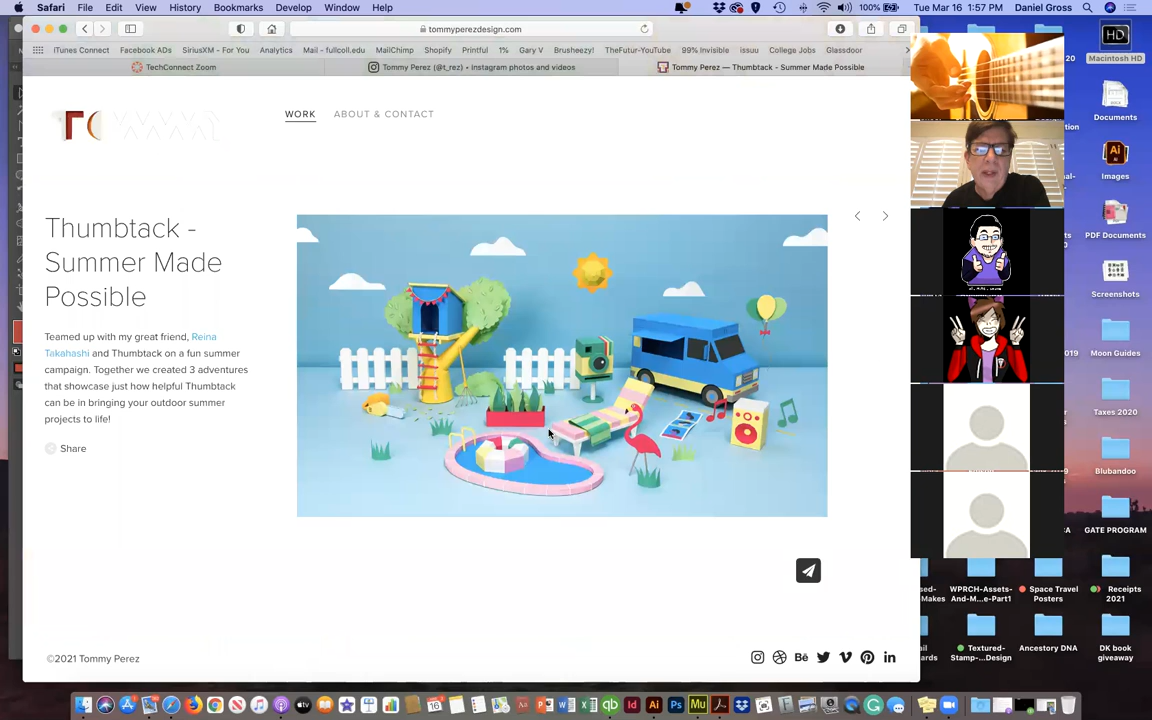 Safari File Edit View History Bookmarks Develop Window Help
100%
Tue Mar 16 1:57 PM Daniel Gross
tommyperezdesign.com
iTunes Connect Facebook ADs SiriusXM - For You Analytics Mail - fullcoll.edu MailChimp Shopify Printful 1% Gary V Brusheezy! TheFutur-YouTube 99% Invisible issuu College Jobs Glassdoor
TechConnect Zoom
Tommy Perez (@t_rez) • Instagram photos and videos
Tommy Perez — Thumbtack - Summer Made Possible
WORK ABOUT & CONTACT
Thumbtack -
Summer Made
Possible
Teamed up with my great friend, Reina
Takahashi and Thumbtack on a fun summer
campaign. Together we created 3 adventures
that showcase just how helpful Thumbtack
can be in bringing your outdoor summer
projects to life!
Share
©2021 Tommy Perez
HD
Macintosh HD
Documents
Ai
Images
PDF Documents
Screenshots
Moon Guides
Taxes 2020
Blubandoo
GATE PROGRAM
WPRCH-Assets-
And-M...e-Part1
Space Travel
Posters
Receipts
2021
Textured-
Stamp-...Design
Ancestory DNA
DK book
giveaway